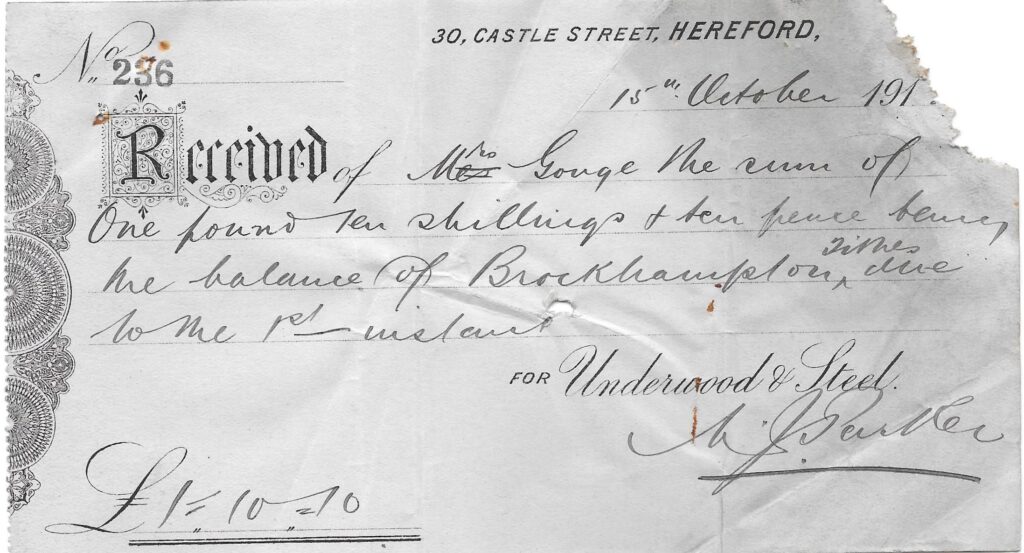 30, CASTLE STREET, HEREFORD,
No. 236
15th October 191
Received of Mrs Gouge the sum of
One pound ten shillings & ten pence being
the balance of Brockhampton Tithes due
to the 1st instant
FOR Underwood & Steel.
J. Parker
£1-10-10